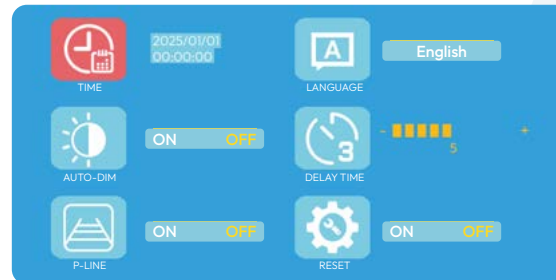 2025/01/01
00:00:00
TIME
A
English
LANGUAGE
ON OFF
AUTO-DIM
3
- +
5
DELAY TIME
ON OFF
P-LINE
ON OFF
RESET